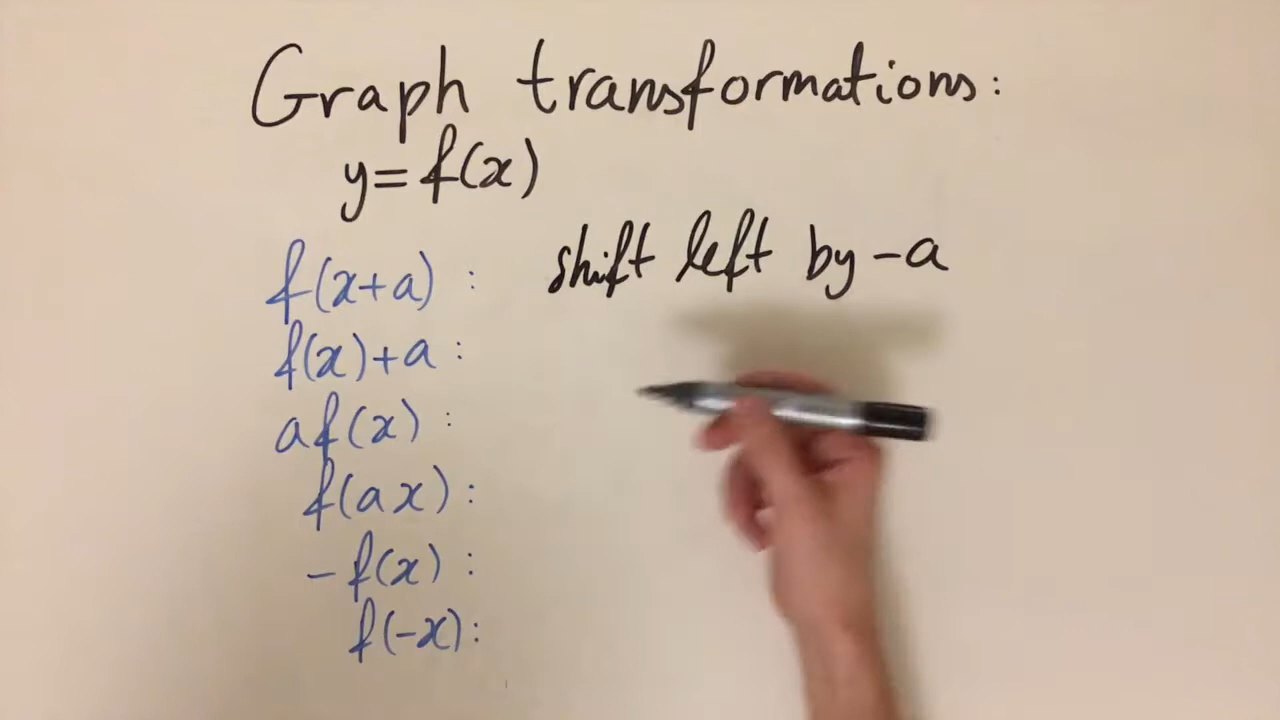 Graph transformations:
y=f(x)
f(x+a) : shift left by -a
f(x)+a :
af(x) :
f(ax) :
-f(x) :
f(-x) :